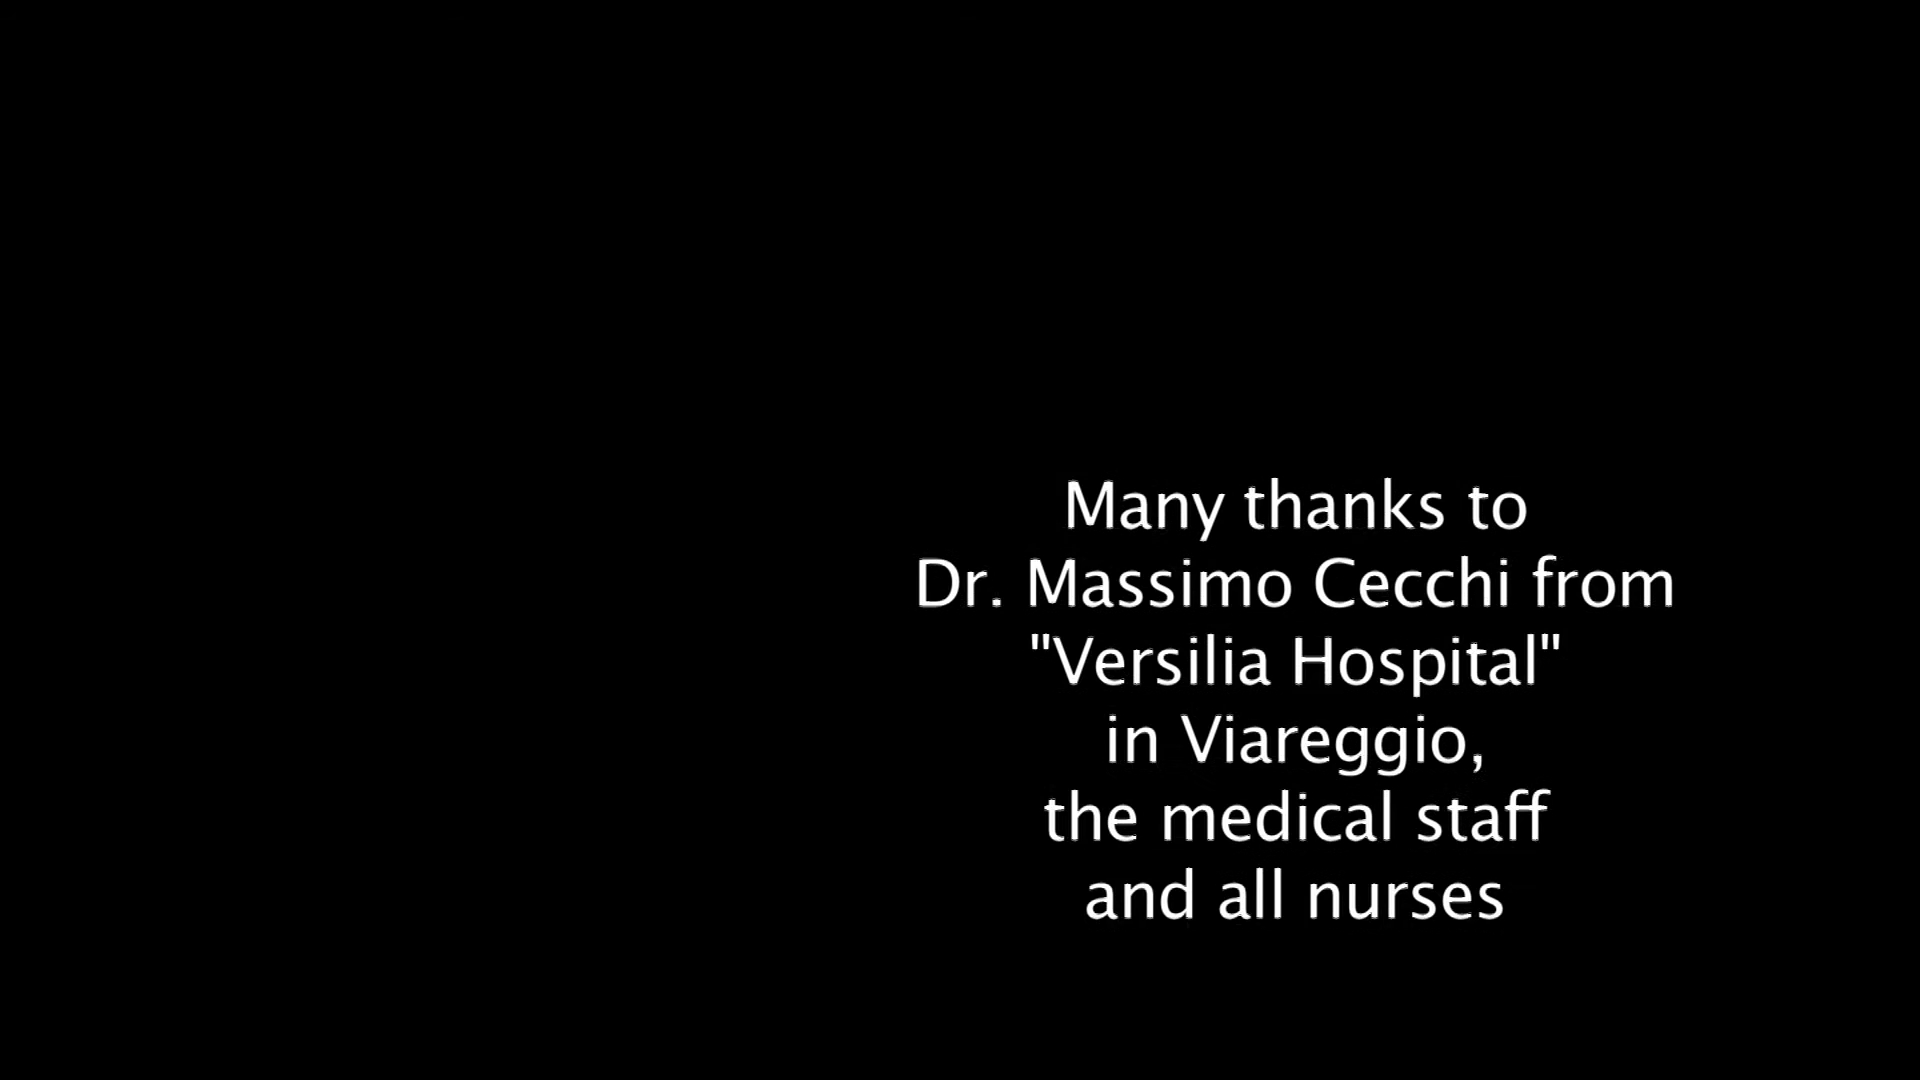 Many thanks to
Dr. Massimo Cecchi from
"Versilia Hospital"
in Viareggio,
the medical staff
and all nurses